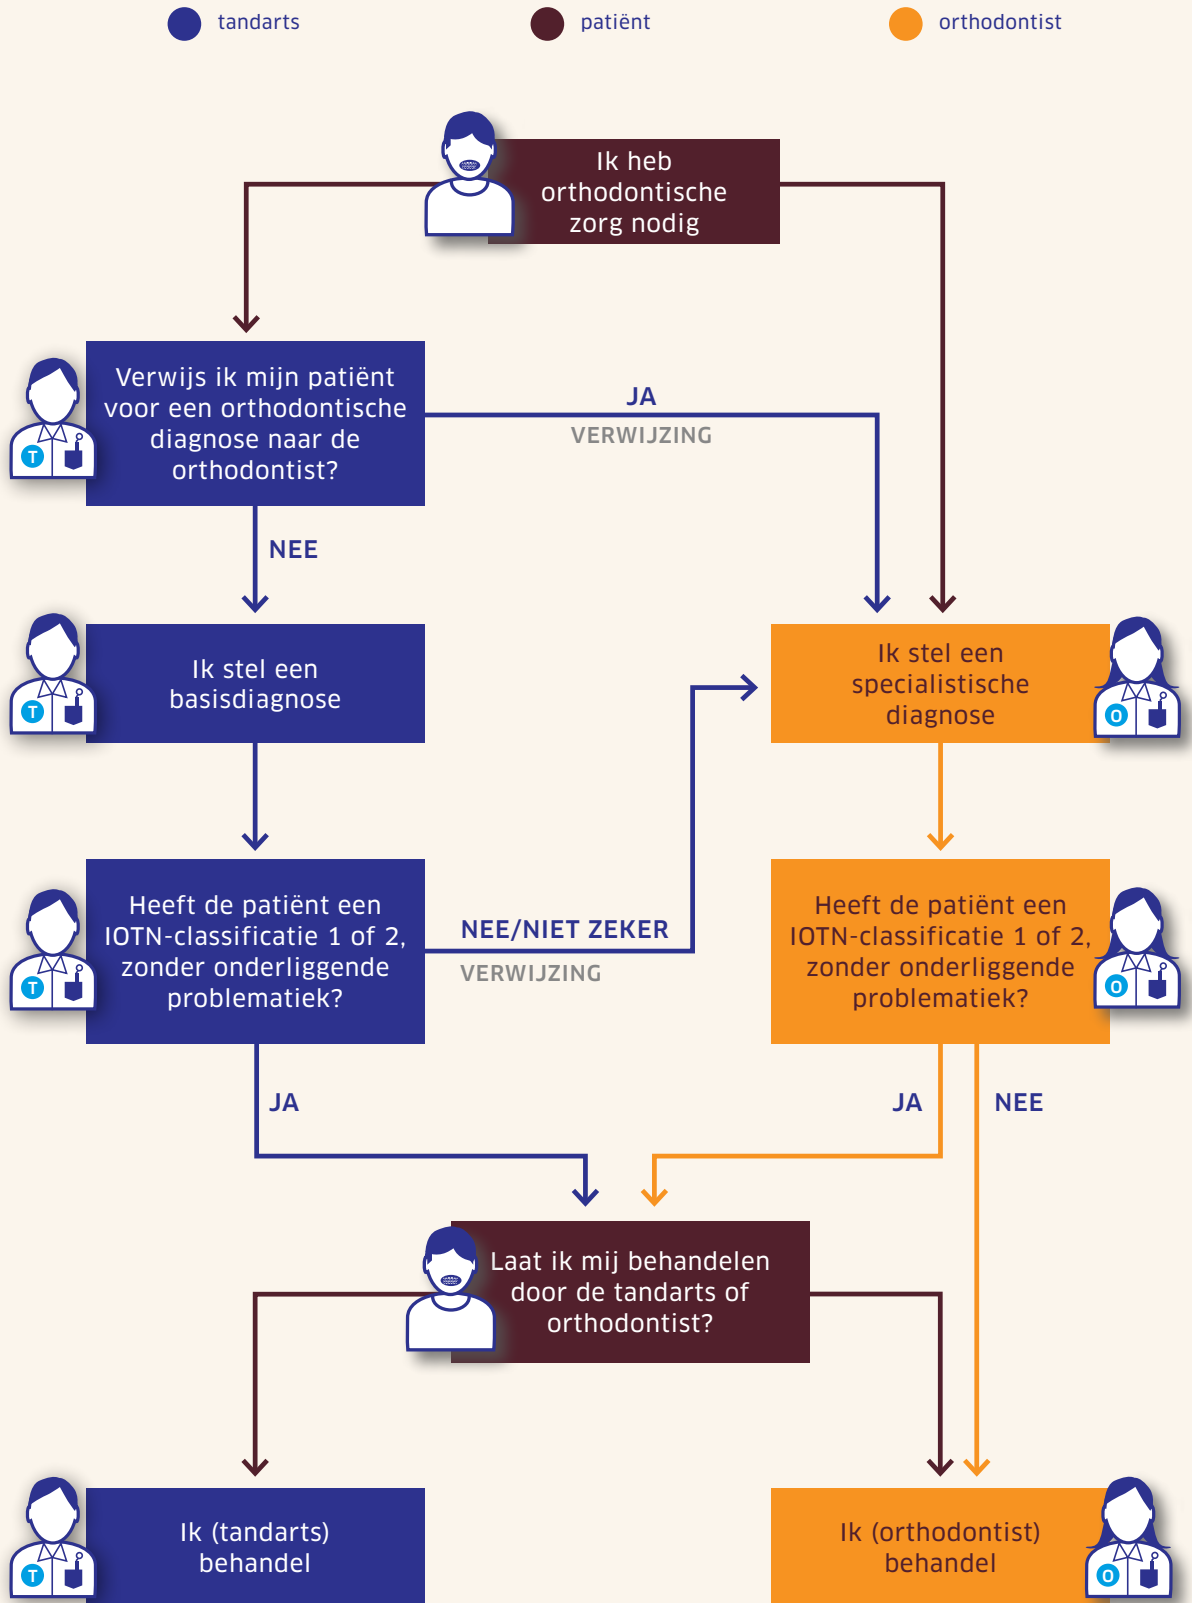 tandarts
patiënt
orthodontist
Ik heb
orthodontische
zorg nodig
Verwijs ik mijn patiënt
voor een orthodontische
diagnose naar de
orthodontist?
JA
VERWIJZING
T
NEE
Ik stel een
basisdiagnose
T
Ik stel een
specialistische
diagnose
O
Heeft de patiënt een
IOTN-classificatie 1 of 2,
zonder onderliggende
problematiek?
T
NEE/NIET ZEKER
VERWIJZING
Heeft de patiënt een
IOTN-classificatie 1 of 2,
zonder onderliggende
problematiek?
O
JA
JA
NEE
Laat ik mij behandelen
door de tandarts of
orthodontist?
Ik (tandarts)
behandel
T
Ik (orthodontist)
behandel
O